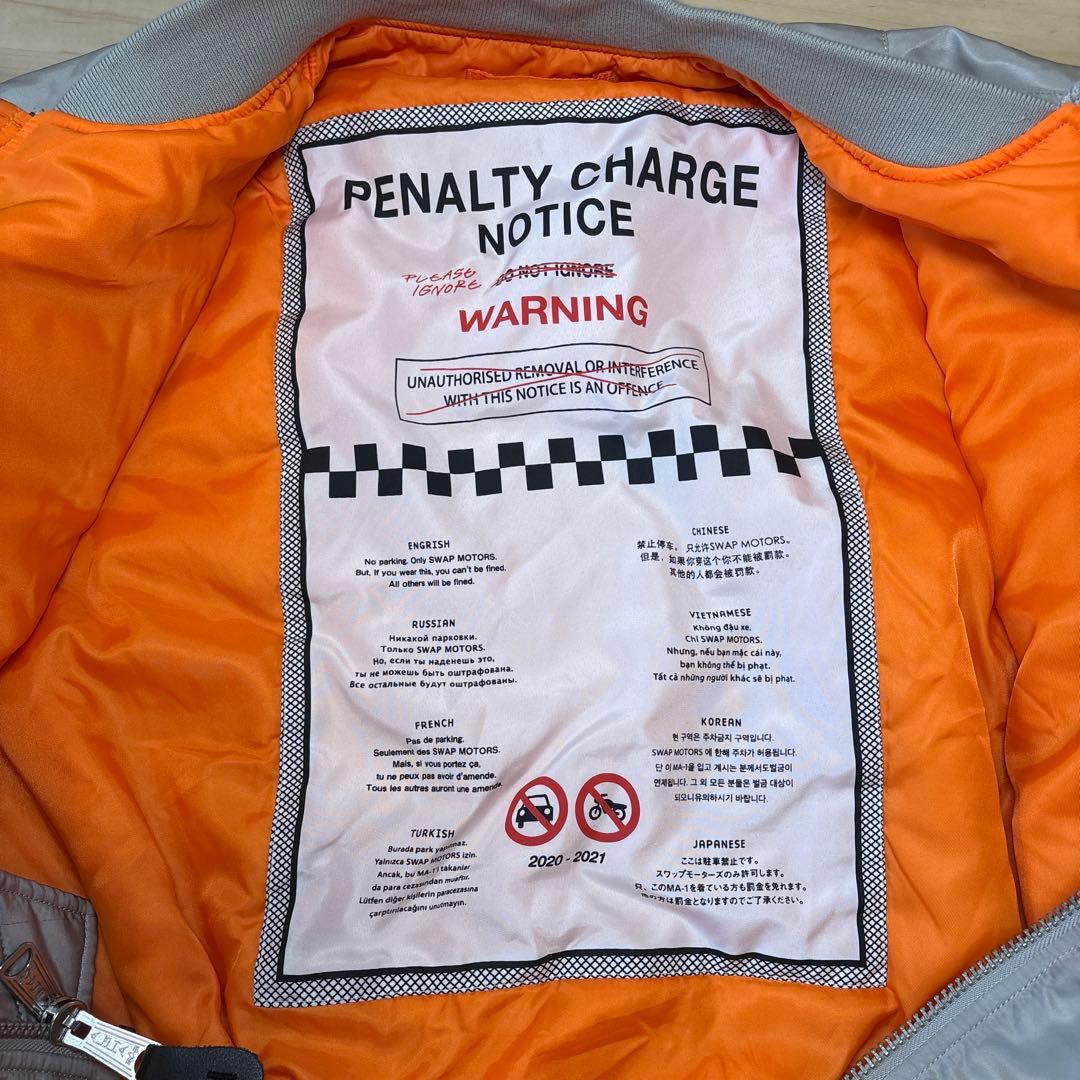 PENALTY CHARGE
NOTICE
PLEASE
IGNORE
DO NOT IGNORE
WARNING
UNAUTHORISED REMOVAL OR INTERFERENCE
WITH THIS NOTICE IS AN OFFENCE
ENGRISH
No parking. Only SWAP MOTORS.
But, If you wear this, you can't be fined.
All others will be fined.
RUSSIAN
Никакой парковки.
Только SWAP MOTORS.
Но, если ты наденешь это,
ты не можешь быть оштрафована.
Все остальные будут оштрафованы.
FRENCH
Pas de parking.
Seulement des SWAP MOTORS.
Mais, si vous portez ça,
tu ne peux pas avoir d'amende.
Tous les autres auront une amende.
TURKISH
Burada park yapılmaz.
Yalnızca SWAP MOTORS izin.
Ancak, bu MA-1'i takanlar
da para cezasından muaftır.
Lütfen diğer kişilerin paracezasına
çarptırılacağını unutmayın.
CHINESE
禁止停车。只允许SWAP MOTORS。
但是，如果你穿这个你不能被罰款。
其他的人都会被罚款。
VIETNAMESE
Không đậu xe.
Chỉ SWAP MOTORS.
Nhưng, nếu bạn mặc cái này,
bạn không thể bị phạt.
Tất cả những người khác sẽ bị phạt.
KOREAN
현 구역은 주차금지 구역입니다.
SWAP MOTORS 에 한해 주차가 허용됩니다.
단 이 MA-1을 입고 계시는 분께서도벌금이
면제됩니다. 그 외 모든 분들은 벌금 대상이
되오니유의하시기 바랍니다.
JAPANESE
ここは駐車禁止です。
スワップモーターズのみ許可します。
只、このMA-1を着ている方も罰金を免れます。
の方は罰金となりますのでご了承ください。
2020 - 2021